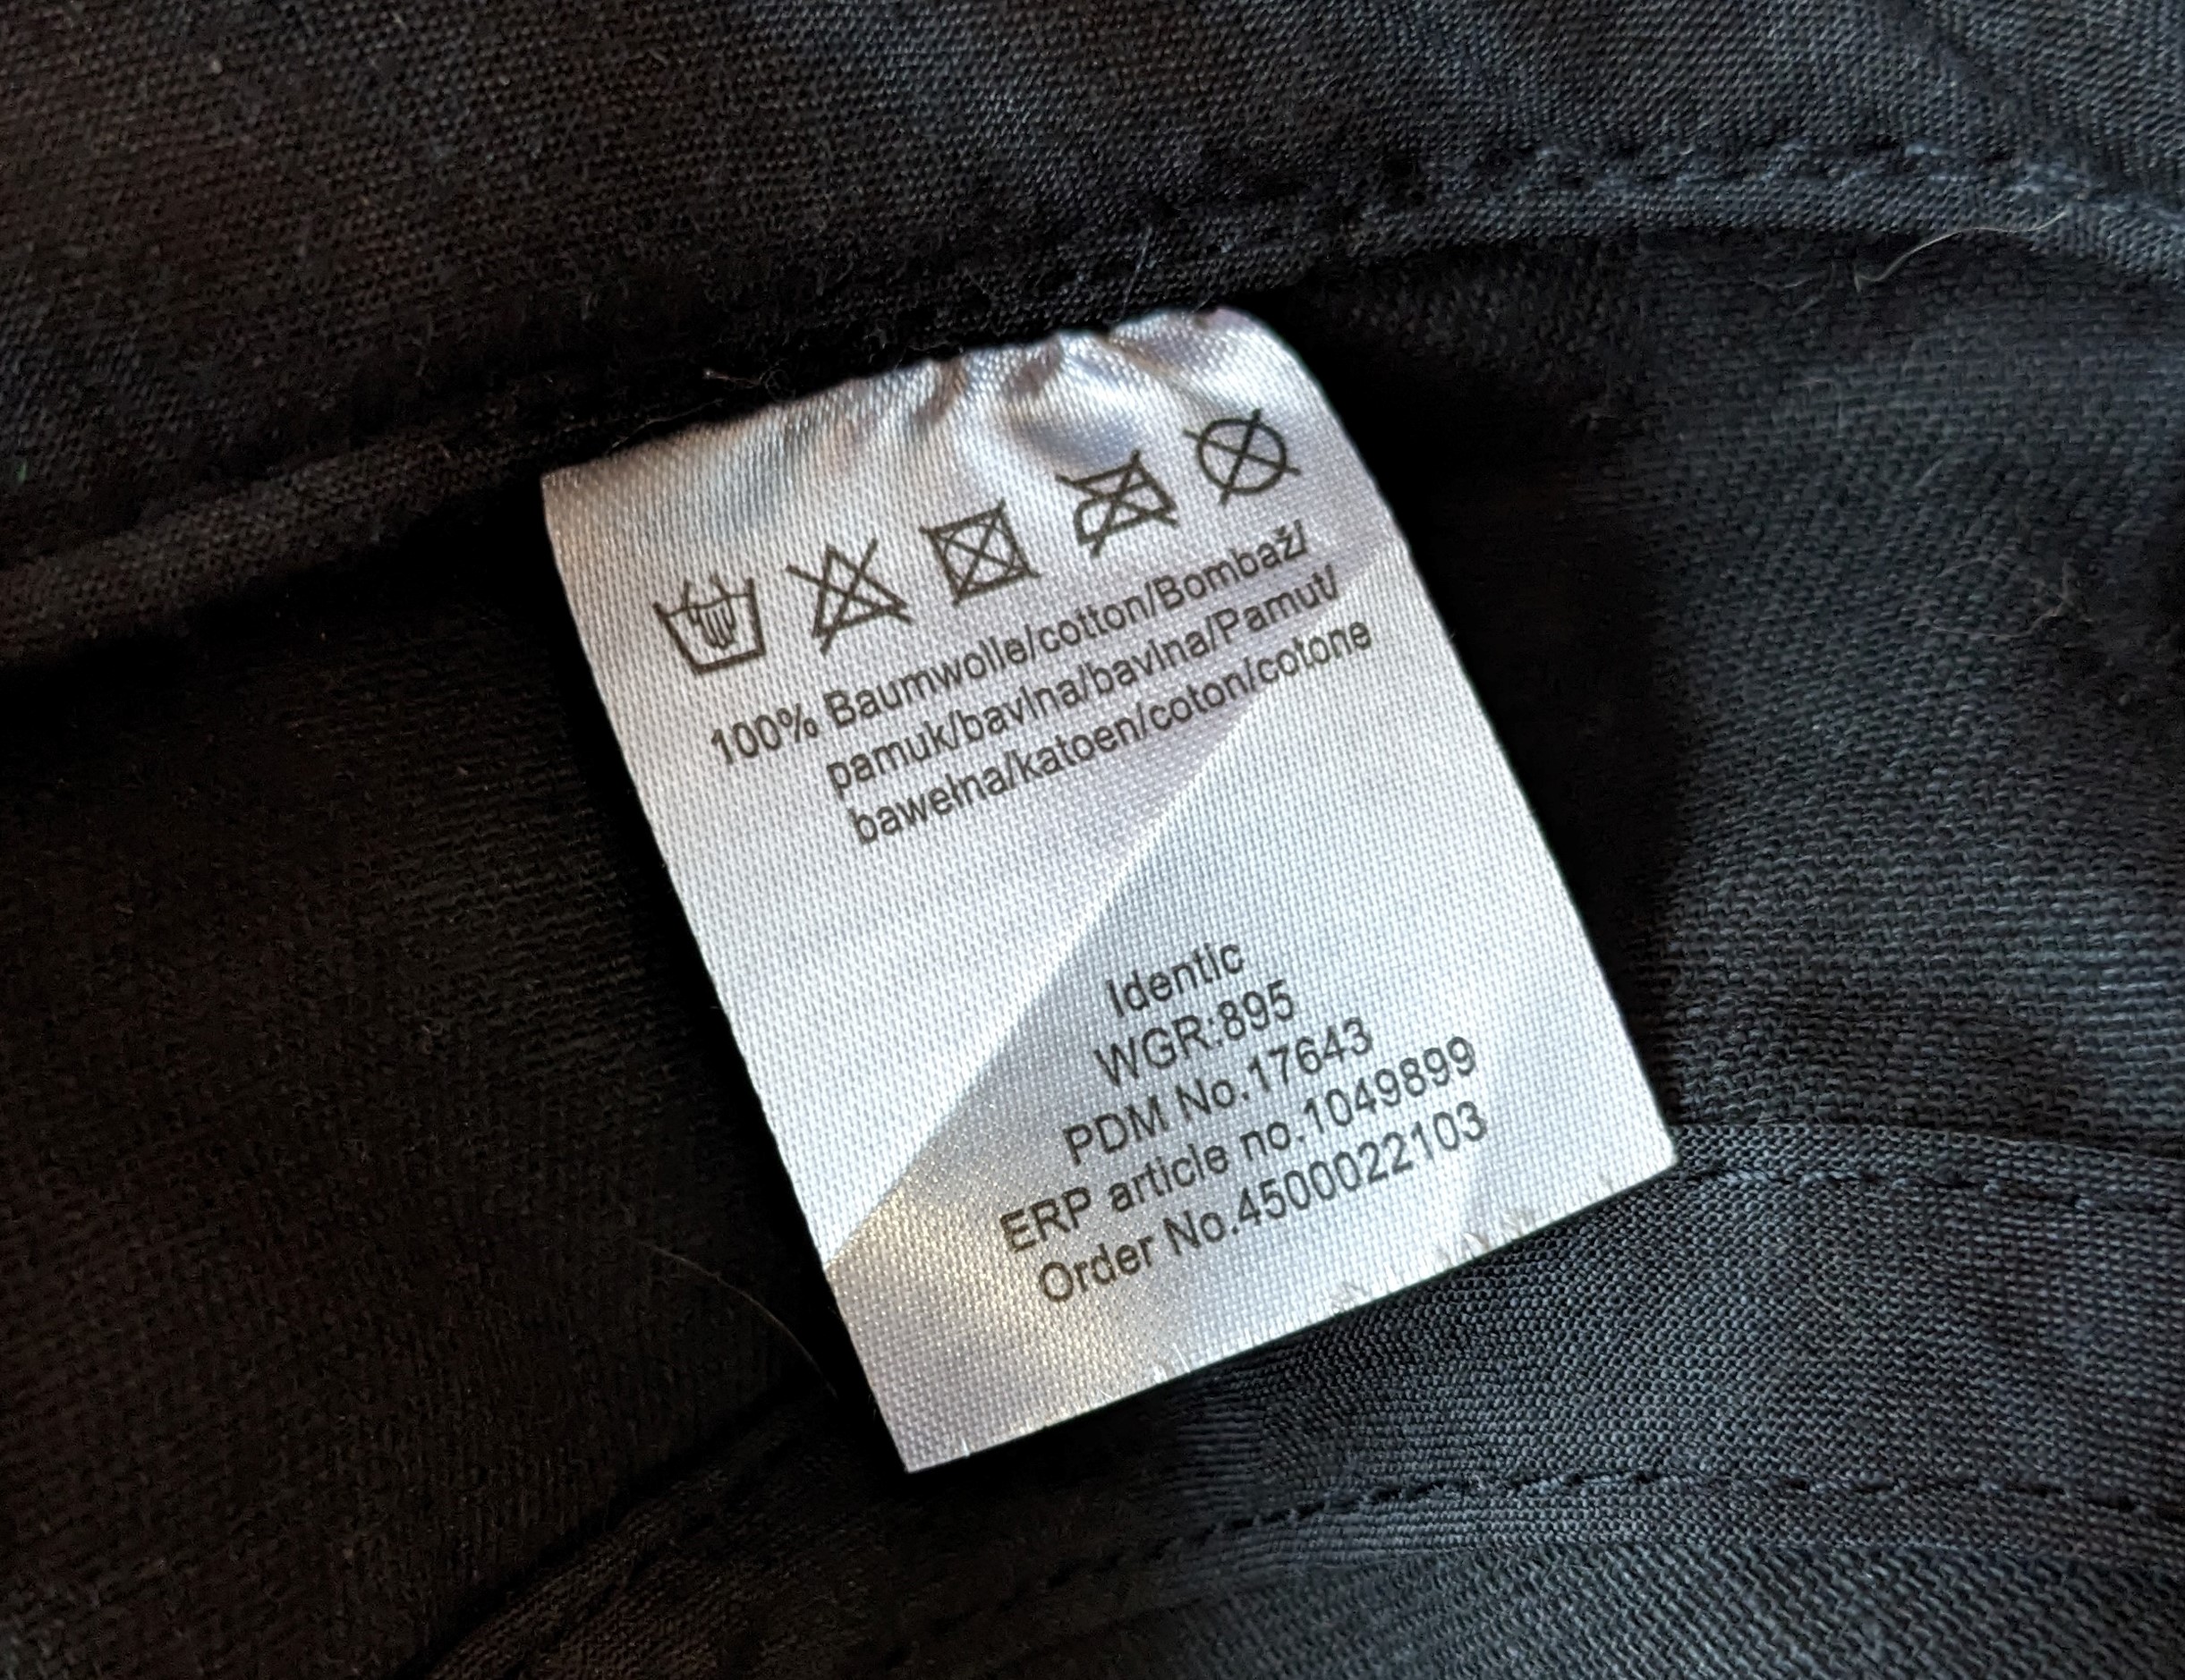 100% Baumwolle/cotton/Bombaž/
pamuk/bavlna/bavlna/Pamut/
bawełna/katoen/coton/cotone
Identic
WGR:895
PDM No.17643
ERP article no.1049899
Order No.4500022103